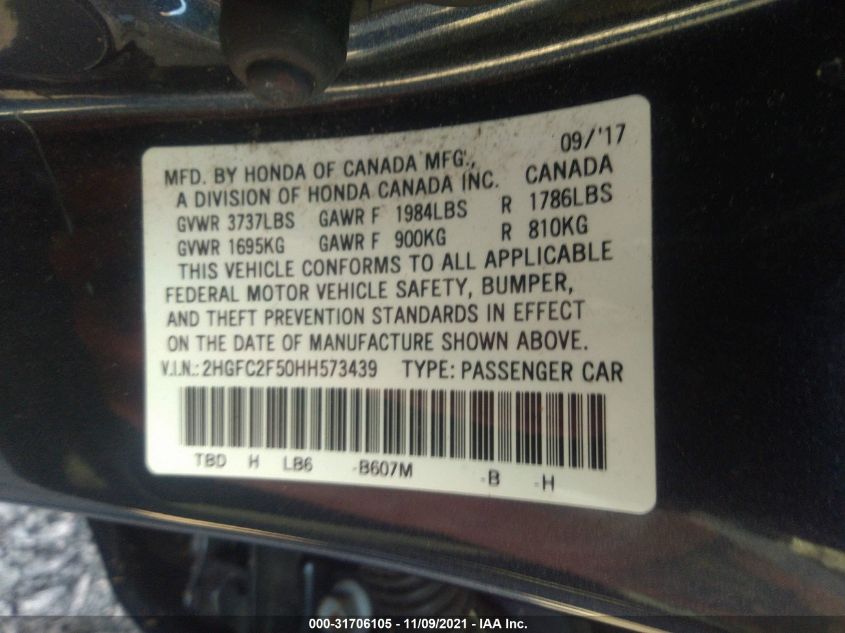 09/'17
MFD. BY HONDA OF CANADA MFG., CANADA
A DIVISION OF HONDA CANADA INC.
GVWR 3737LBS GAWR F 1984LBS R 1786LBS
GVWR 1695KG GAWR F 900KG R 810KG
THIS VEHICLE CONFORMS TO ALL APPLICABLE
FEDERAL MOTOR VEHICLE SAFETY, BUMPER,
AND THEFT PREVENTION STANDARDS IN EFFECT
ON THE DATE OF MANUFACTURE SHOWN ABOVE.
V.I.N.: 2HGFC2F50HH573439 TYPE: PASSENGER CAR
TBD H LB6 -B607M -B -H
000-31706105 - 11/09/2021 - IAA Inc.